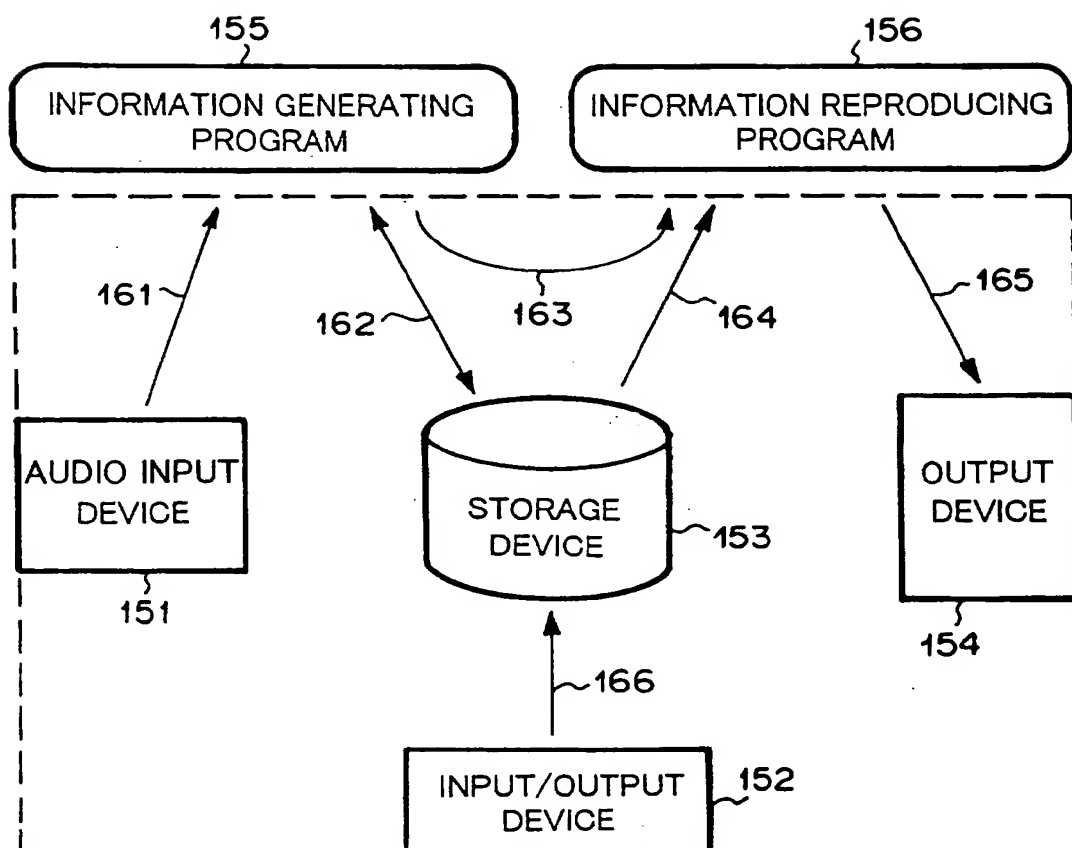 155
156
INFORMATION GENERATING
PROGRAM
INFORMATION REPRODUCING
PROGRAM
161
162
163
164
165
AUDIO INPUT
DEVICE
151
STORAGE
DEVICE
153
OUTPUT
DEVICE
154
166
INPUT/OUTPUT
DEVICE
152